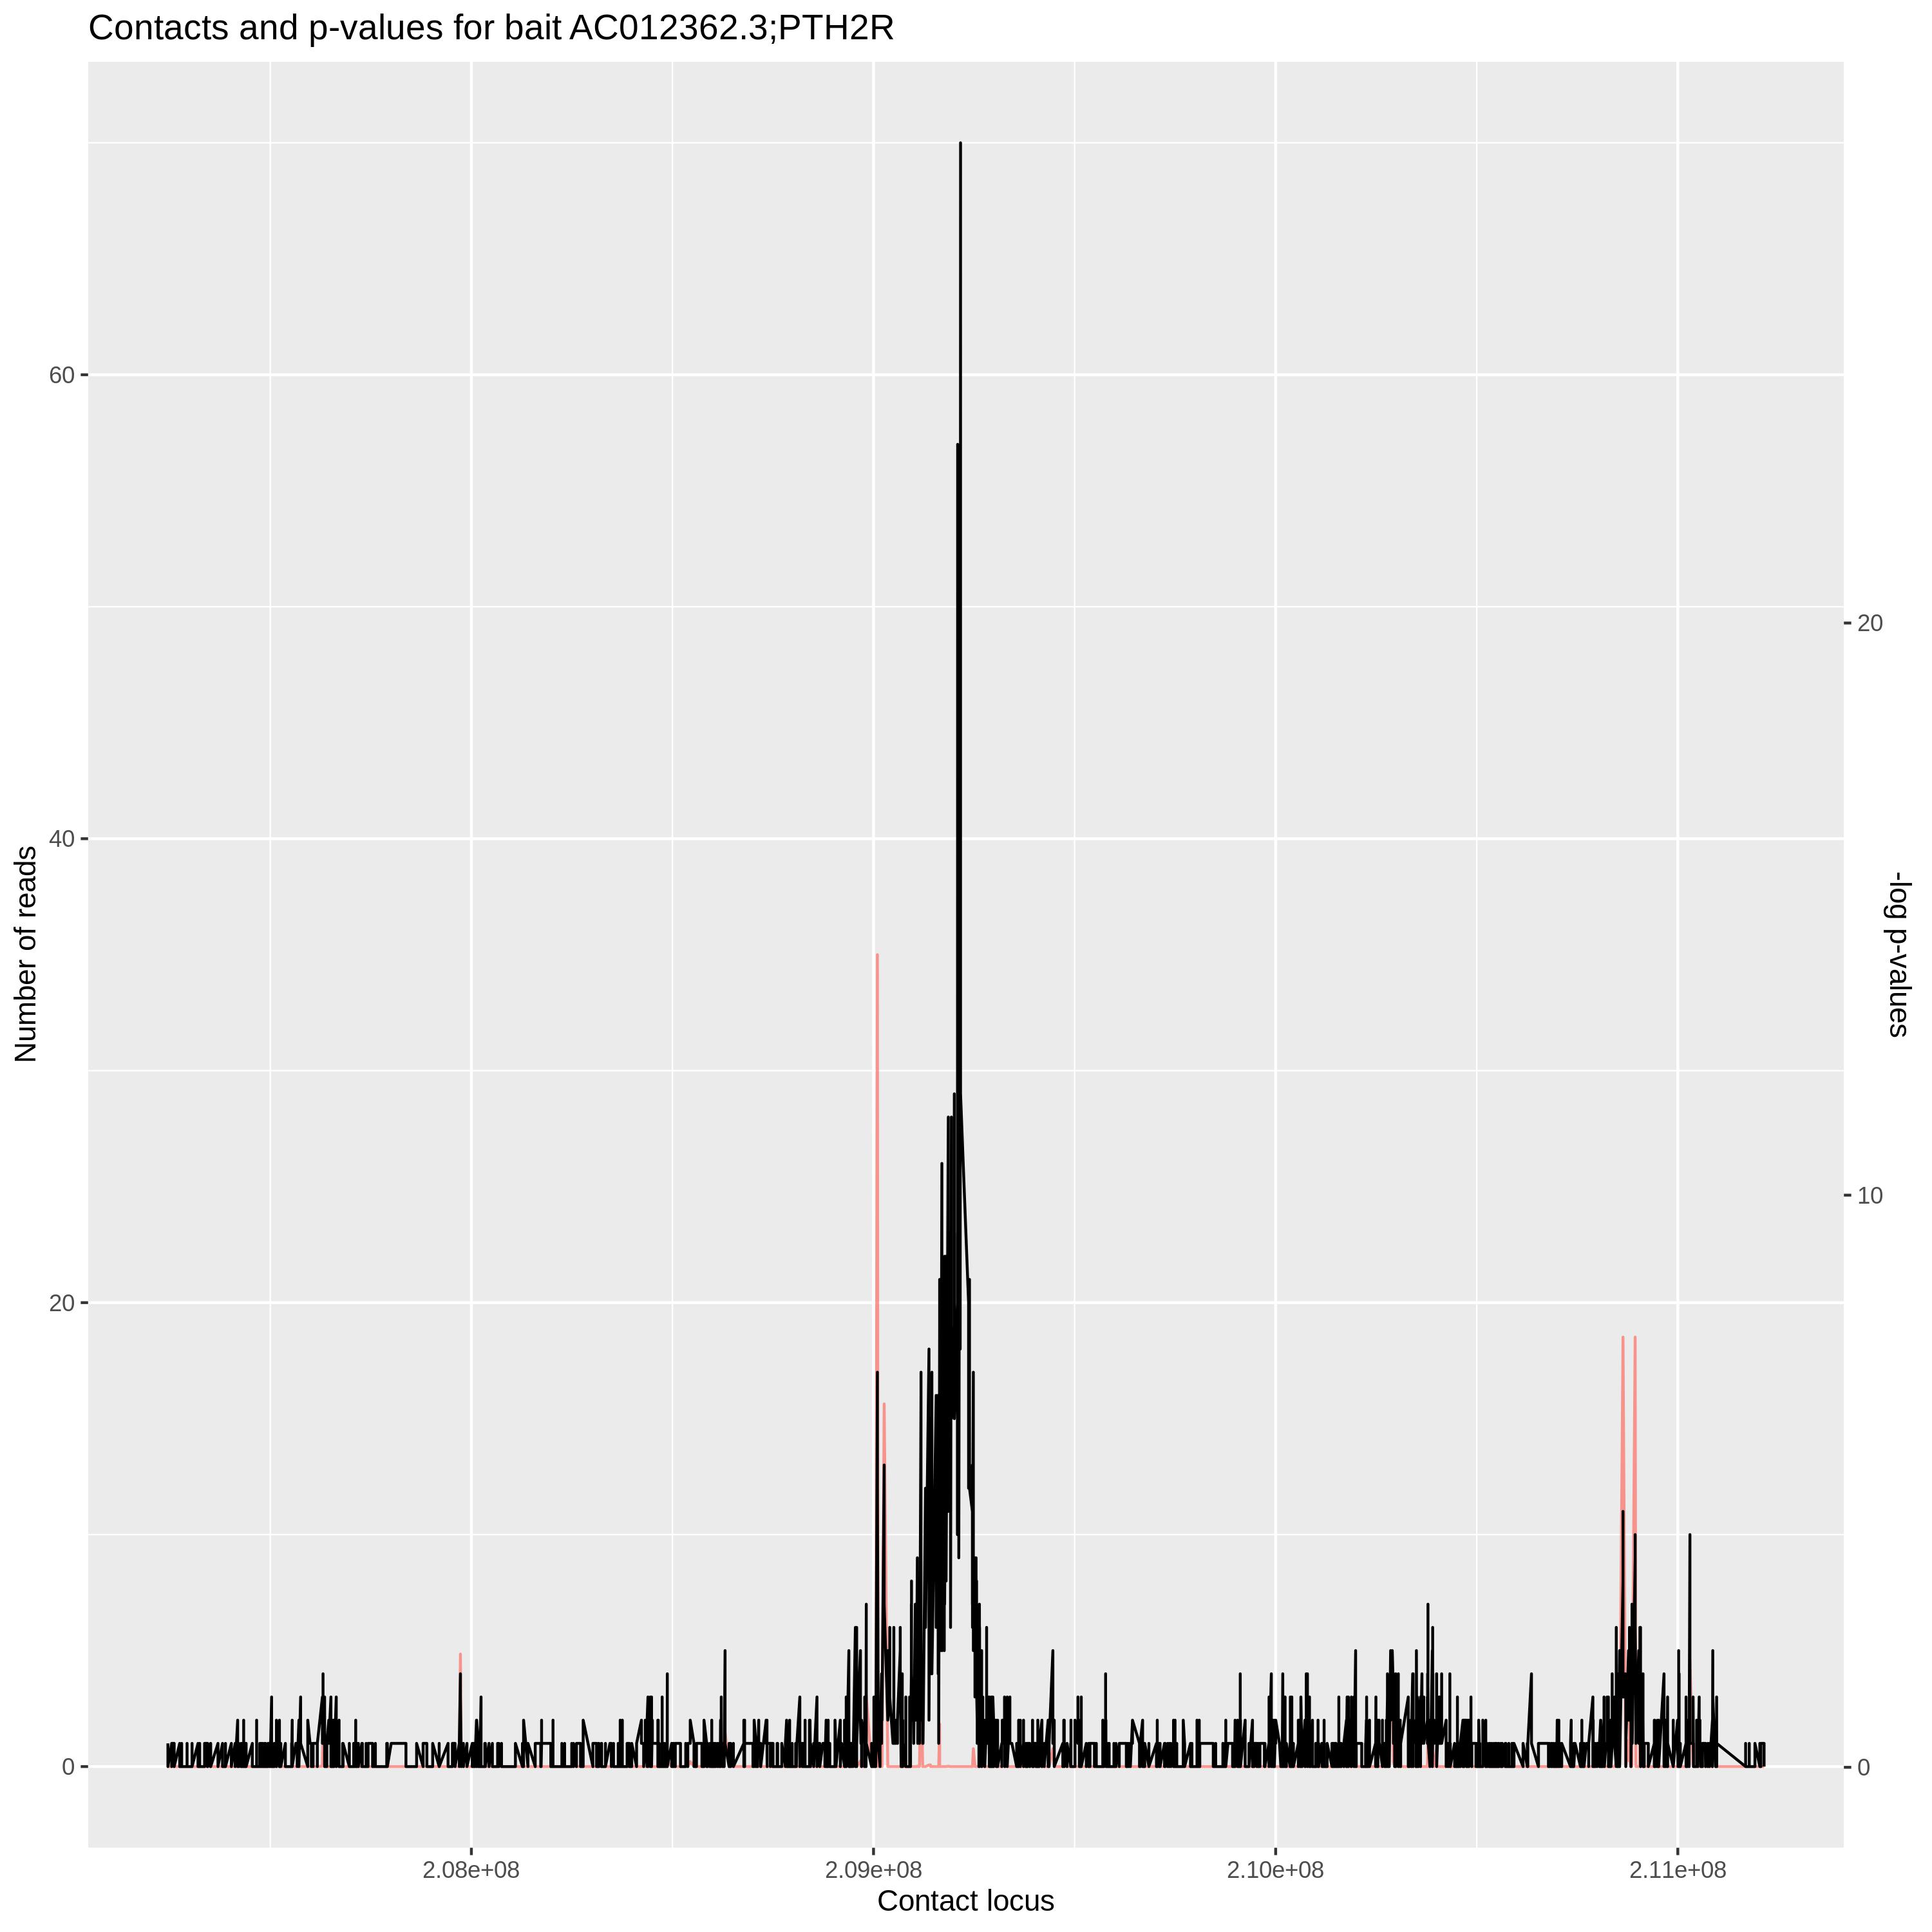 Contacts and p-values for bait AC012362.3;PTH2R
60
40
20
0
Number of reads
20
10
0
-log p-values
2.08e+08
2.09e+08
2.10e+08
2.11e+08
Contact locus